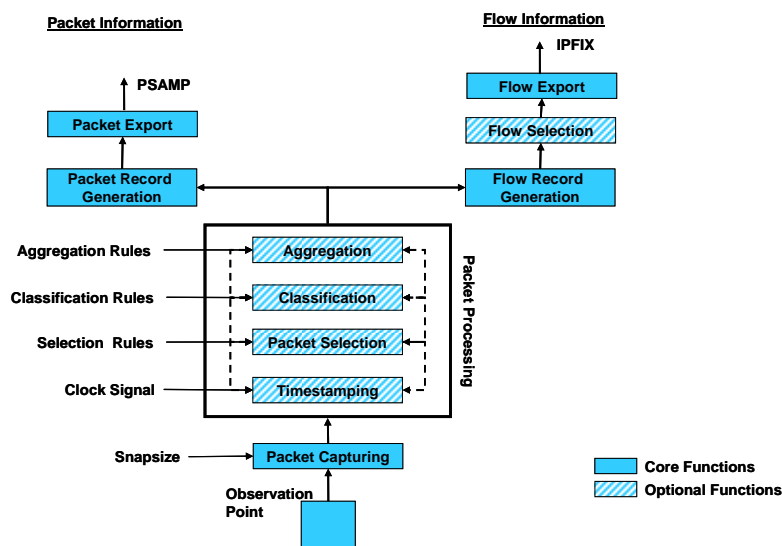 Packet Information
Flow Information
IPFIX
PSAMP
Flow Export
Packet Export
Flow Selection
Packet Record
Generation
Flow Record
Generation
Aggregation Rules
Aggregation
Classification Rules
Classification
Selection Rules
Packet Selection
Clock Signal
Timestamping
Packet Processing
Snapsize
Packet Capturing
Observation
Point
Core Functions
Optional Functions